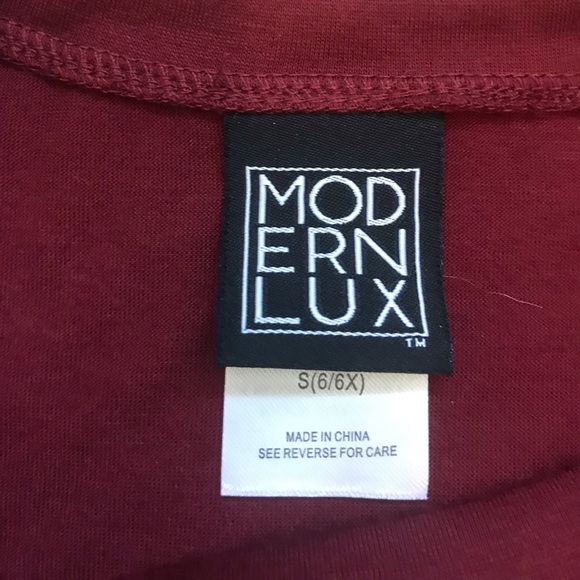 MOD
ERN
LUX
TM
S(6/6X)
MADE IN CHINA
SEE REVERSE FOR CARE